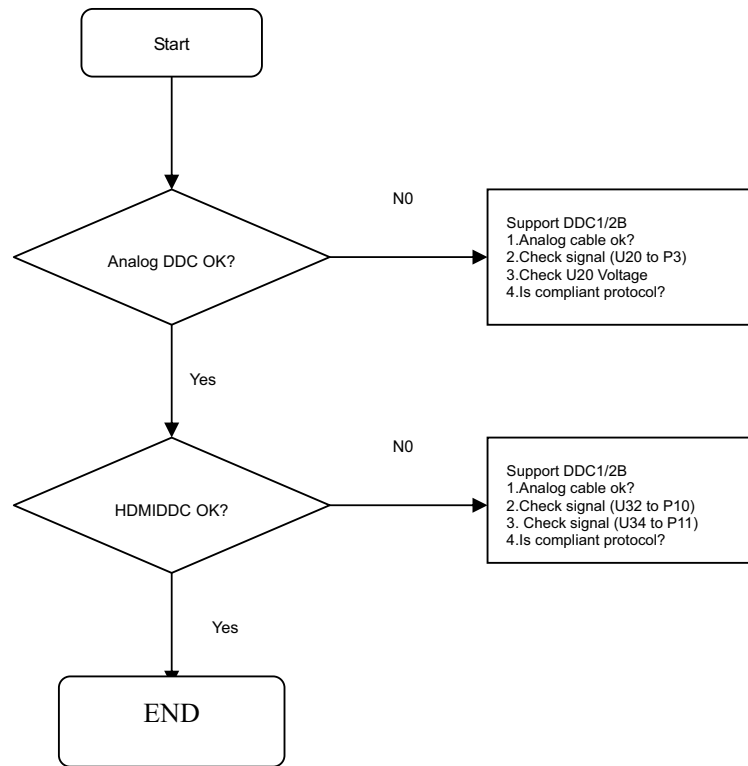 Start
Analog DDC OK?
N0
Support DDC1/2B
1.Analog cable ok?
2.Check signal (U20 to P3)
3.Check U20 Voltage
4.Is compliant protocol?
Yes
HDMIDDC OK?
N0
Support DDC1/2B
1.Analog cable ok?
2.Check signal (U32 to P10)
3. Check signal (U34 to P11)
4.Is compliant protocol?
Yes
END